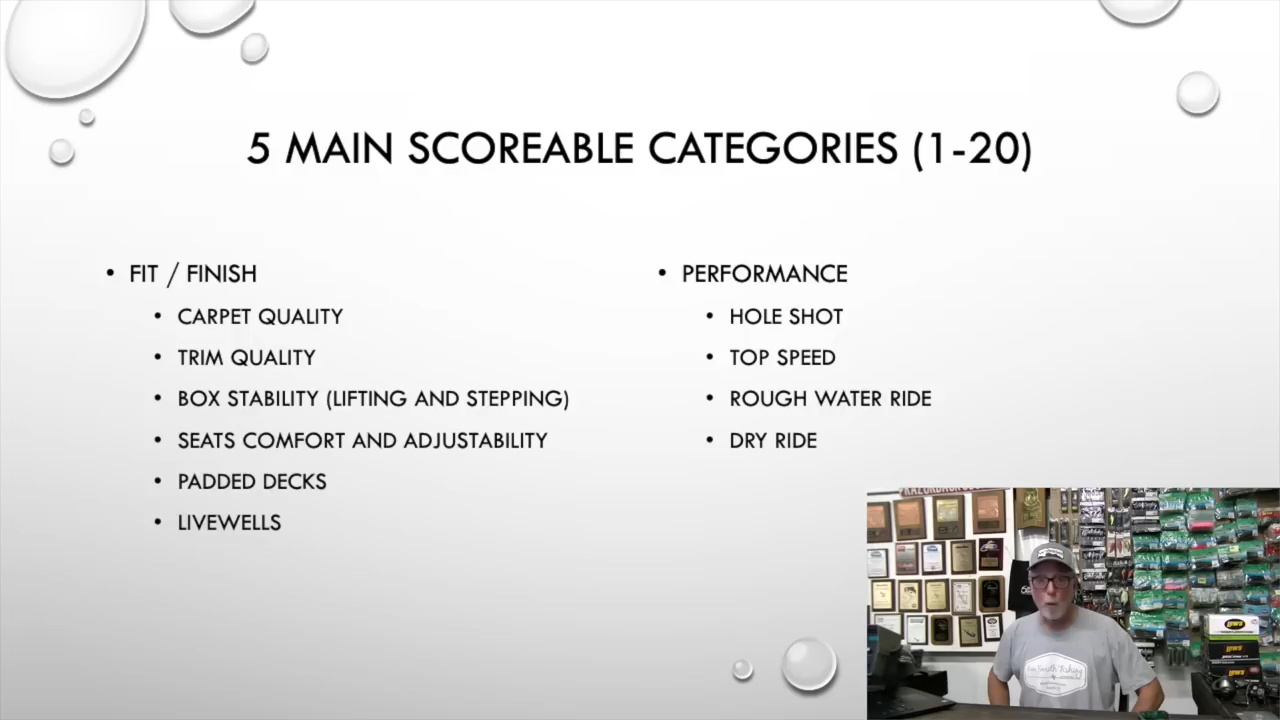 5 MAIN SCOREABLE CATEGORIES (1-20)
• FIT / FINISH
• CARPET QUALITY
• TRIM QUALITY
• BOX STABILITY (LIFTING AND STEPPING)
• SEATS COMFORT AND ADJUSTABILITY
• PADDED DECKS
• LIVEWELLS
• PERFORMANCE
• HOLE SHOT
• TOP SPEED
• ROUGH WATER RIDE
• DRY RIDE